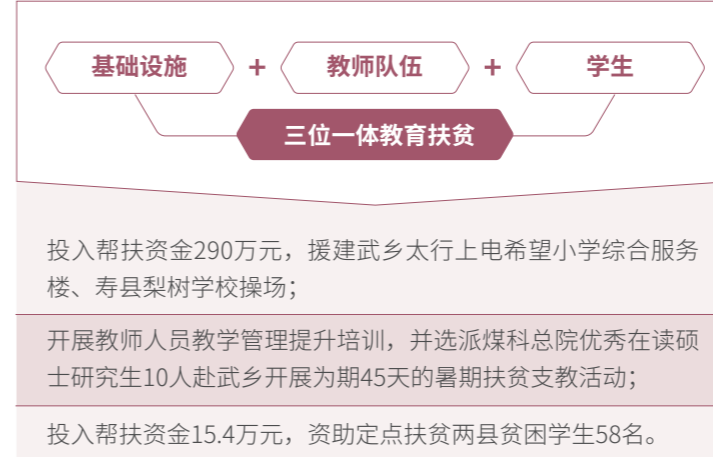 基础设施 + 教师队伍 + 学生
三位一体教育扶贫
投入帮扶资金290万元，援建武乡太行上电希望小学综合服务
楼、寿县梨树学校操场；
开展教师人员教学管理提升培训，并选派煤科总院优秀在读硕
士研究生10人赴武乡开展为期45天的暑期扶贫支教活动；
投入帮扶资金15.4万元，资助定点扶贫两县贫困学生58名。